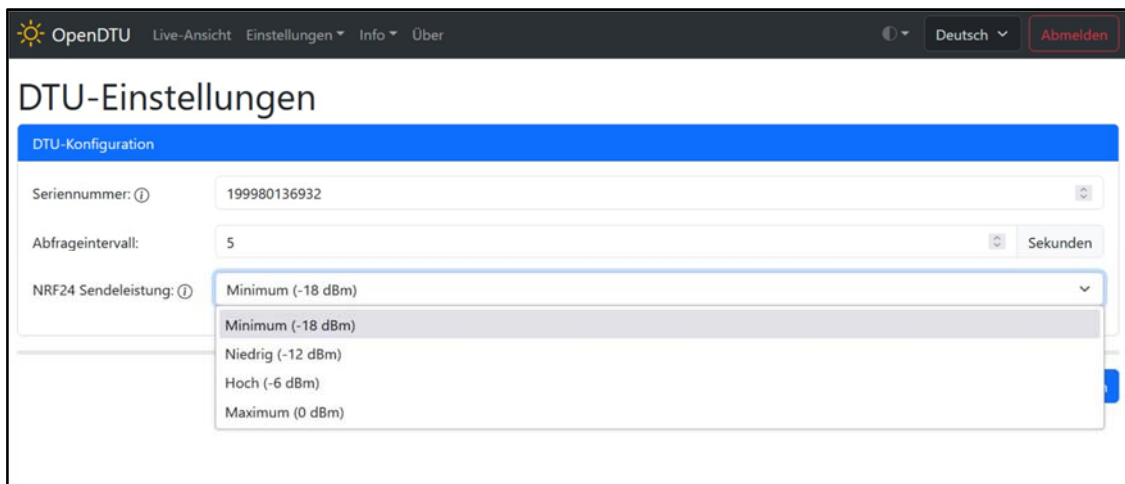 OpenDTU Live-Ansicht Einstellungen Info Über Deutsch Abmelden
DTU-Einstellungen
DTU-Konfiguration
Seriennummer: 199980136932
Abfrageintervall: 5 Sekunden
NRF24 Sendeleistung: Minimum (-18 dBm)
Minimum (-18 dBm)
Niedrig (-12 dBm)
Hoch (-6 dBm)
Maximum (0 dBm)